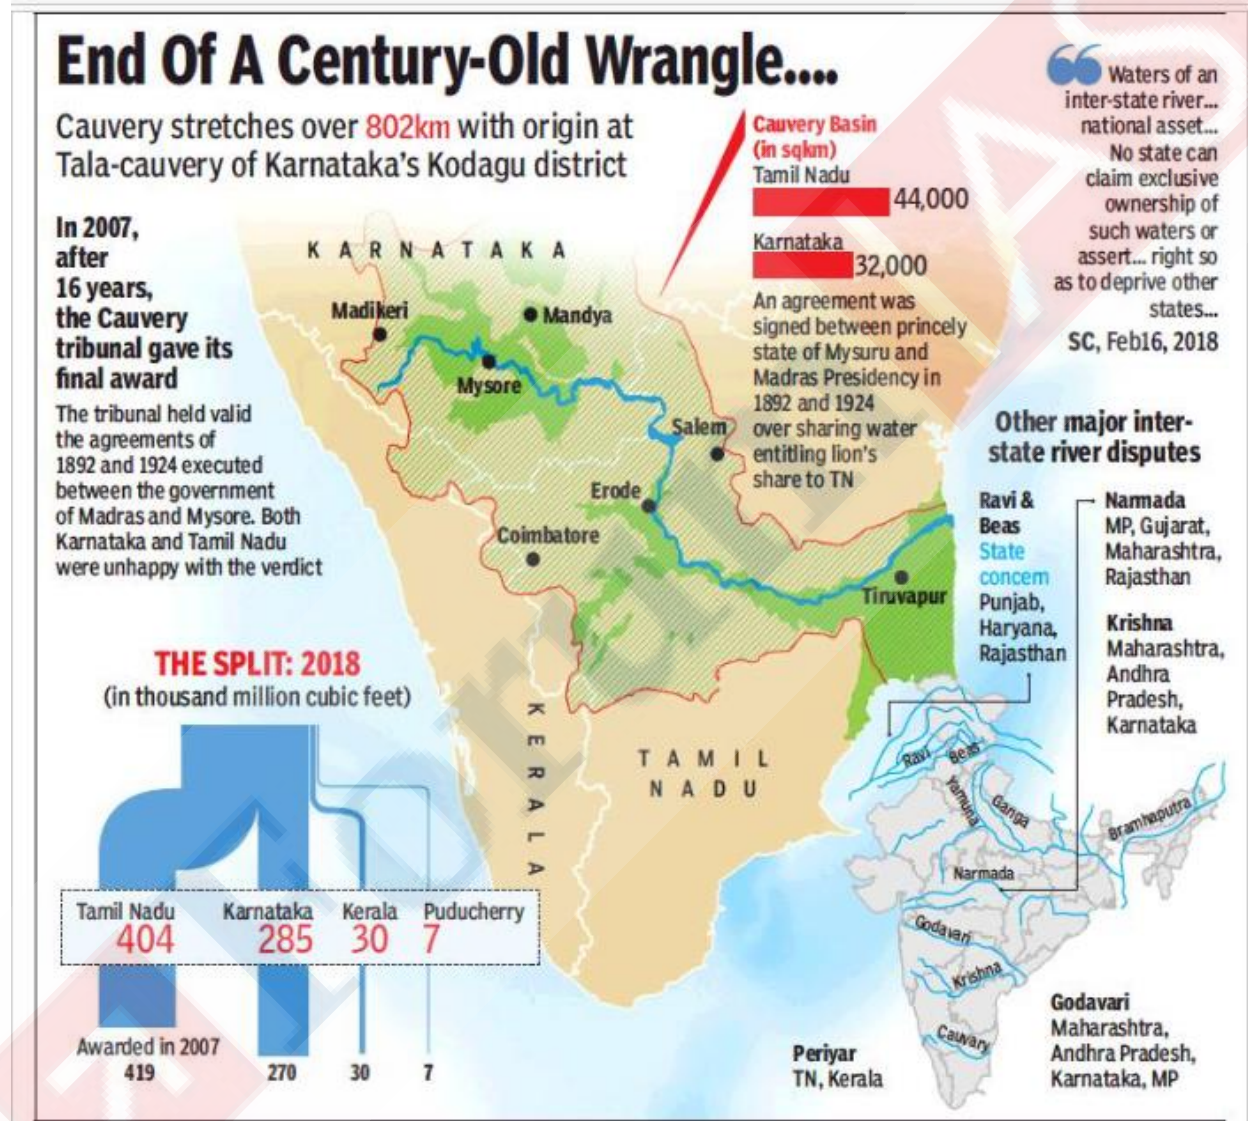 End Of A Century-Old Wrangle....
Cauvery stretches over 802km with origin at
Tala-cauvery of Karnataka's Kodagu district
In 2007,
after
16 years,
the Cauvery
tribunal gave its
final award
The tribunal held valid
the agreements of
1892 and 1924 executed
between the government
of Madras and Mysore. Both
Karnataka and Tamil Nadu
were unhappy with the verdict
Cauvery Basin
(in sqkm)
Tamil Nadu
44,000
Karnataka
32,000
An agreement was
signed between princely
state of Mysuru and
Madras Presidency in
1892 and 1924
over sharing water
entitling lion's
share to TN
Waters of an
inter-state river...
national asset...
No state can
claim exclusive
ownership of
such waters or
assert... right so
as to deprive other
states...
SC, Feb16, 2018
KARNATAKA
Madikeri
Mandya
Mysore
Salem
Erode
Coimbatore
Tiruvapur
KERALA
TAMIL
NADU
THE SPLIT: 2018
(in thousand million cubic feet)
Tamil Nadu Karnataka Kerala Puducherry
404 285 30 7
Awarded in 2007
419 270 30 7
Other major inter-
state river disputes
Ravi &
Beas
State
concern
Punjab,
Haryana,
Rajasthan
Narmada
MP, Gujarat,
Maharashtra,
Rajasthan
Krishna
Maharashtra,
Andhra
Pradesh,
Karnataka
Ravi
Beas
Yamuna
Ganga
Bramhaputra
Narmada
Godavari
Krishna
Cauvary
Periyar
TN, Kerala
Godavari
Maharashtra,
Andhra Pradesh,
Karnataka, MP